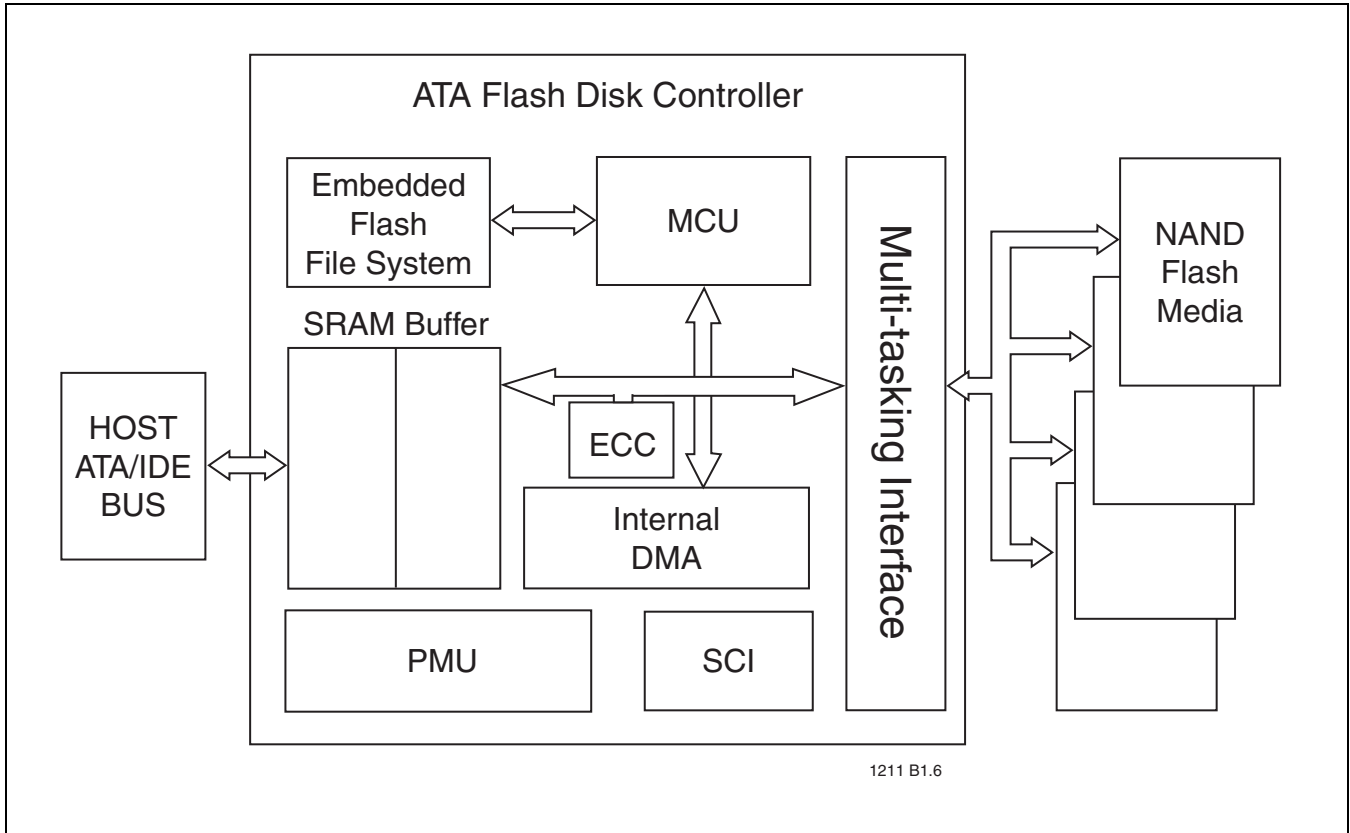 ATA Flash Disk Controller
Embedded
Flash
File System
MCU
Multi-tasking Interface
NAND
Flash
Media
SRAM Buffer
HOST
ATA/IDE
BUS
ECC
Internal
DMA
PMU
SCI
1211 B1.6